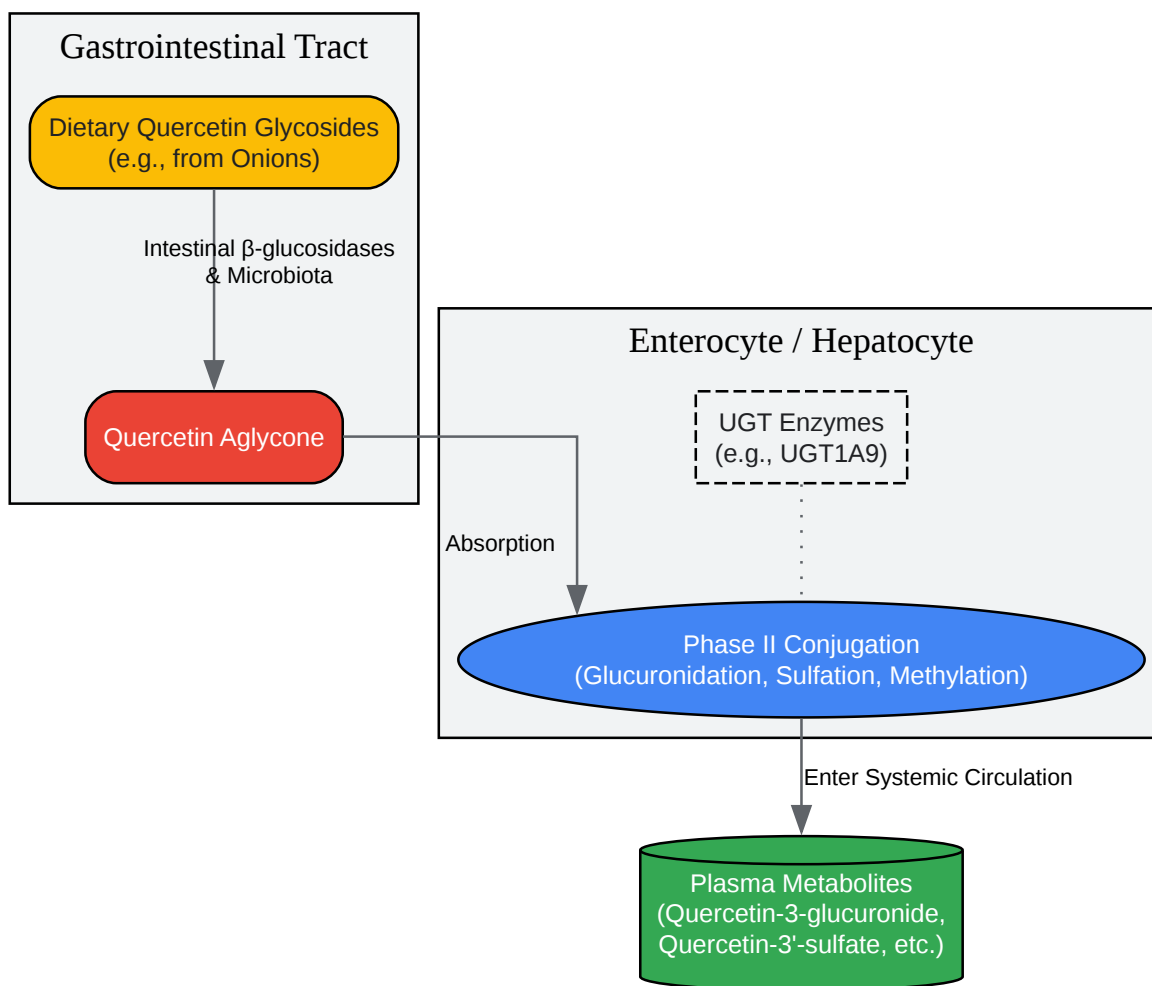 Gastrointestinal Tract
Dietary Quercetin Glycosides
(e.g., from Onions)
Intestinal β-glucosidases
& Microbiota
Quercetin Aglycone
Absorption
Enterocyte / Hepatocyte
UGT Enzymes
(e.g., UGT1A9)
Phase II Conjugation
(Glucuronidation, Sulfation, Methylation)
Enter Systemic Circulation
Plasma Metabolites
(Quercetin-3-glucuronide,
Quercetin-3'-sulfate, etc.)